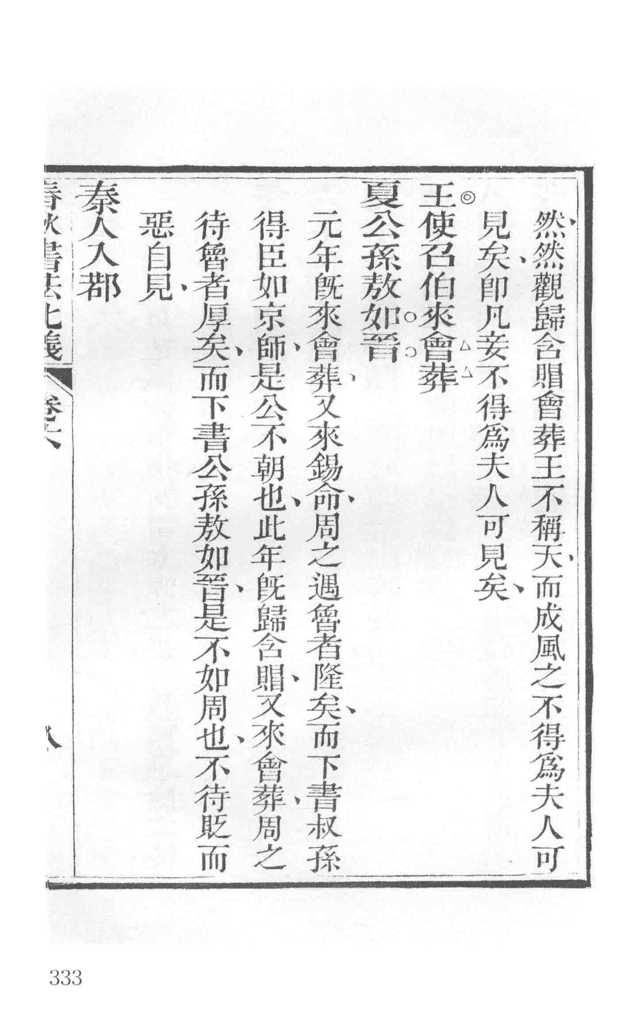 然然觀歸含賵會葬王不稱天而成風之不得爲夫人可
見矣卽凡妾不得爲夫人可見矣
王使召伯來會葬
夏公孫敖如晉
元年旣來會葬又來錫命周之遇魯者隆矣而下書叔孫
得臣如京師是公不朝也此年旣歸含賵又來會葬周之
待魯者厚矣而下書公孫敖如晉是不如周也不待貶而
惡自見
秦人入鄀
春秋書法比義 卷六 八
333